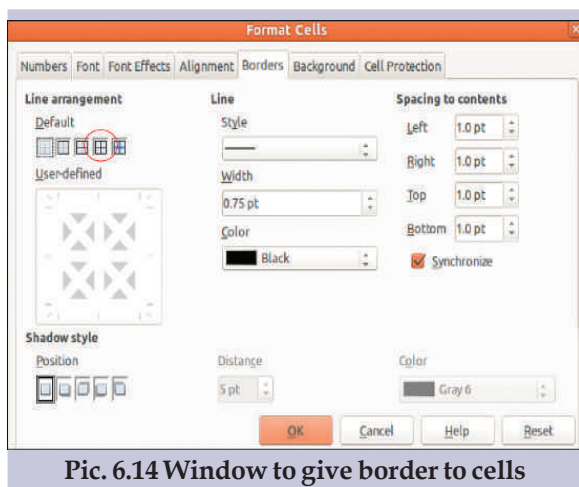 Format Cells
Numbers Font Font Effects Alignment Borders Background Cell Protection
Line arrangement Line Spacing to contents
Default Style Left 1.0 pt
User-defined Width Right 1.0 pt
0.75 pt Top 1.0 pt
Color Bottom 1.0 pt
Black Synchronize
Shadow style
Position Distance Color
5 pt Gray 6
OK Cancel Help Reset
Pic. 6.14 Window to give border to cells